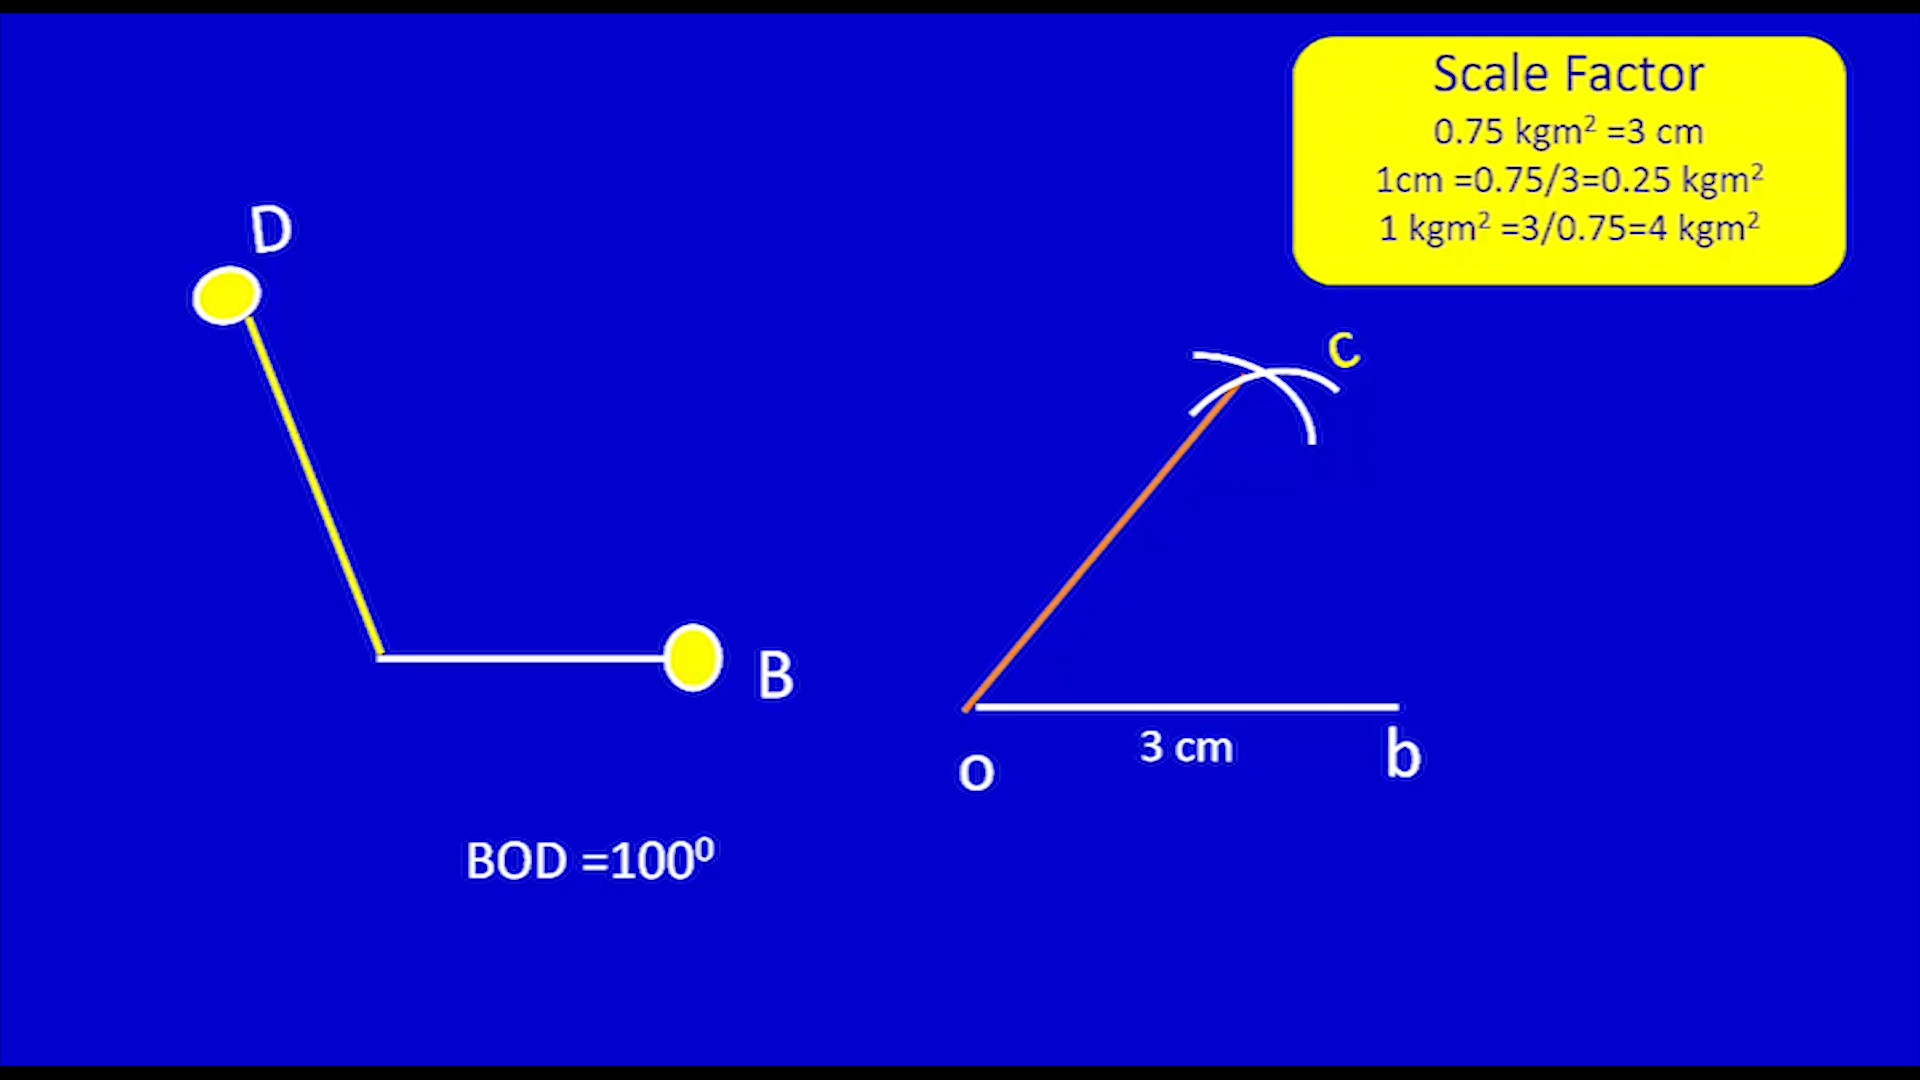 Scale Factor
0.75 kgm² =3 cm
1cm =0.75/3=0.25 kgm²
1 kgm² =3/0.75=4 kgm²
D
c
B
3 cm
b
o
BOD =100⁰